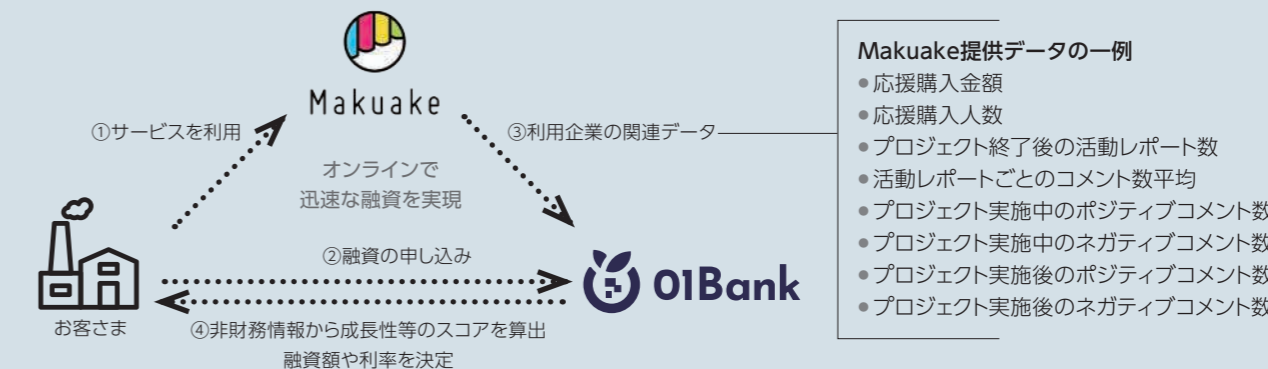 Makuake
①サービスを利用
③利用企業の関連データ
オンラインで
迅速な融資を実現
②融資の申し込み
01Bank
お客さま
④非財務情報から成長性等のスコアを算出
融資額や利率を決定
Makuake提供データの一例
●応援購入金額
●応援購入人数
●プロジェクト終了後の活動レポート数
●活動レポートごとのコメント数平均
●プロジェクト実施中のポジティブコメント数
●プロジェクト実施中のネガティブコメント数
●プロジェクト実施後のポジティブコメント数
●プロジェクト実施後のネガティブコメント数